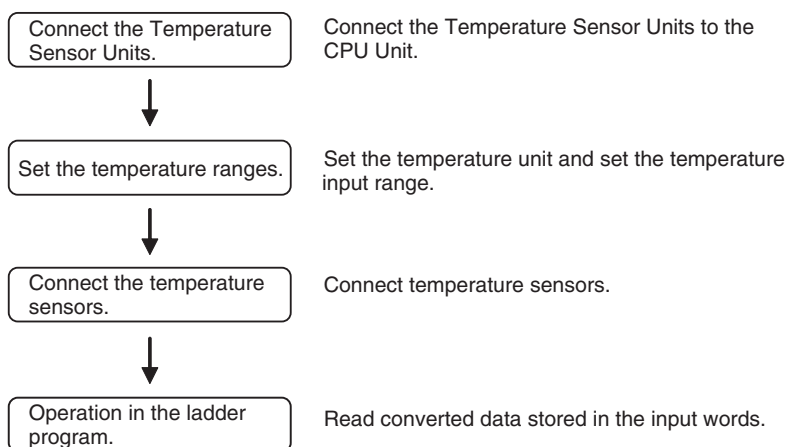 Connect the Temperature
Sensor Units.
Connect the Temperature Sensor Units to the
CPU Unit.
Set the temperature ranges.
Set the temperature unit and set the temperature
input range.
Connect the temperature
sensors.
Connect temperature sensors.
Operation in the ladder
program.
Read converted data stored in the input words.